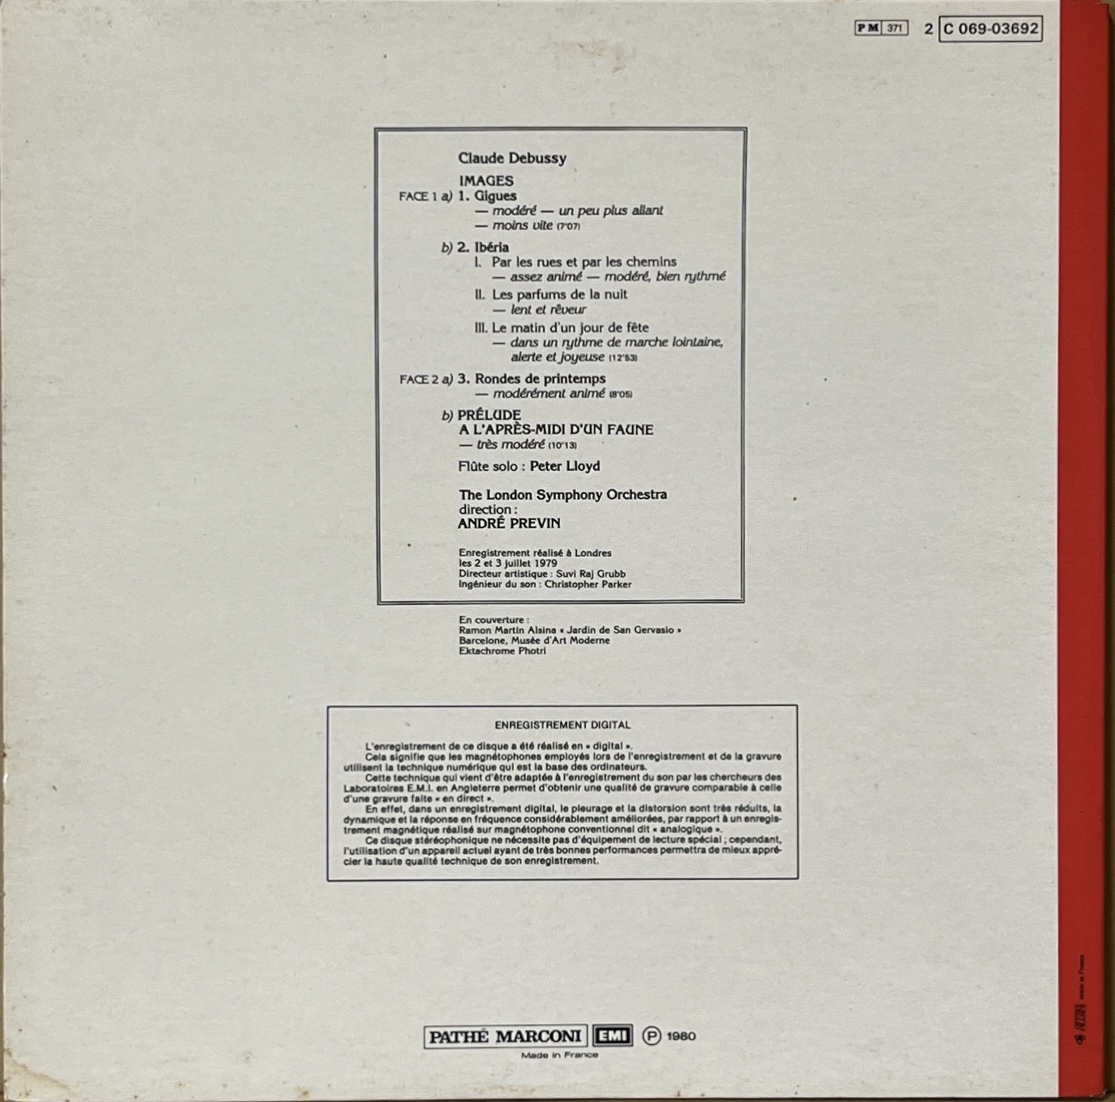 PM 371 2 C 069-03692
Claude Debussy
IMAGES
FACE 1 a) 1. Gigues
— modéré — un peu plus allant
— moins vite (7'07)
b) 2. Ibéria
I. Par les rues et par les chemins
— assez animé — modéré, bien rythmé
II. Les parfums de la nuit
— lent et rêveur
III. Le matin d'un jour de fête
— dans un rythme de marche lointaine,
alerte et joyeuse (12'53)
FACE 2 a) 3. Rondes de printemps
— modérément animé (8'05)
b) PRÉLUDE
A L'APRÈS-MIDI D'UN FAUNE
— très modéré (10'13)
Flûte solo : Peter Lloyd
The London Symphony Orchestra
direction :
ANDRÉ PREVIN
Enregistrement réalisé à Londres
les 2 et 3 juillet 1979
Directeur artistique : Suvi Raj Grubb
Ingénieur du son : Christopher Parker
En couverture :
Ramon Martin Alsina « Jardin de San Gervasio »
Barcelone, Musée d'Art Moderne
Ektachrome Photri
ENREGISTREMENT DIGITAL
L'enregistrement de ce disque a été réalisé en « digital ».
Cela signifie que les magnétophones employés lors de l'enregistrement et de la gravure
utilisent la technique numérique qui est la base des ordinateurs.
Cette technique qui vient d'être adaptée à l'enregistrement du son par les chercheurs des
Laboratoires E.M.I. en Angleterre permet d'obtenir une qualité de gravure comparable à celle
d'une gravure faite « en direct ».
En effet, dans un enregistrement digital, le pleurage et la distorsion sont très réduits, la
dynamique et la réponse en fréquence considérablement améliorées, par rapport à un enregis-
trement magnétique réalisé sur magnétophone conventionnel dit « analogique ».
Ce disque stéréophonique ne nécessite pas d'équipement de lecture spécial ; cependant,
l'utilisation d'un appareil actuel ayant de très bonnes performances permettra de mieux appré-
cier la haute qualité technique de son enregistrement.
PATHÉ MARCONI EMI Ⓟ 1980
Made in France
made in France